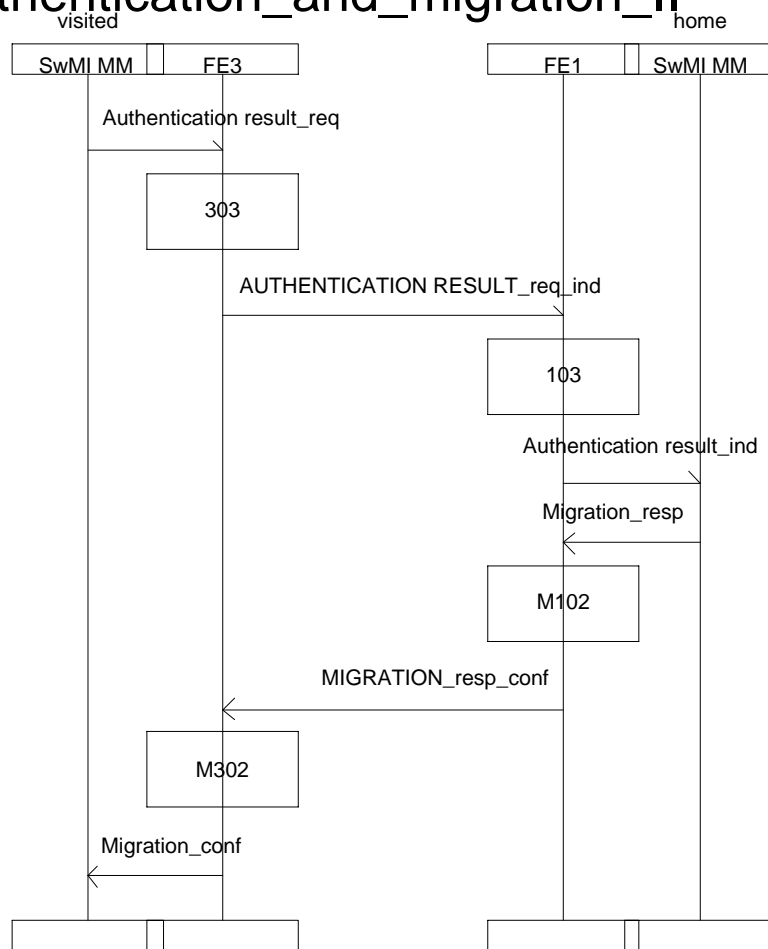 visited
home
SwMI MM
FE3
FE1
SwMI MM
Authentication result_req
303
AUTHENTICATION RESULT_req_ind
103
Authentication result_ind
Migration_resp
M102
MIGRATION_resp_conf
M302
Migration_conf